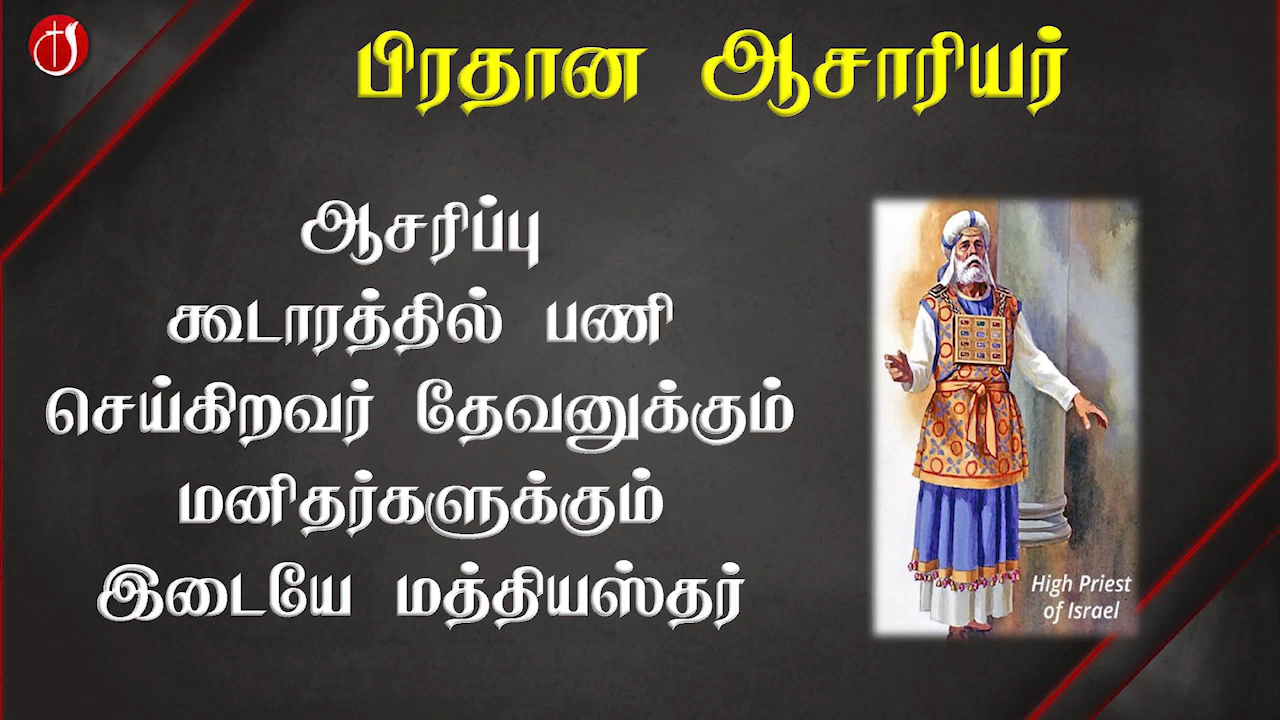 பிரதான ஆசாரியர்
ஆசரிப்பு
கூடாரத்தில் பணி
செய்கிறவர் தேவனுக்கும்
மனிதர்களுக்கும்
இடையே மத்தியஸ்தர்
High Priest
of Israel